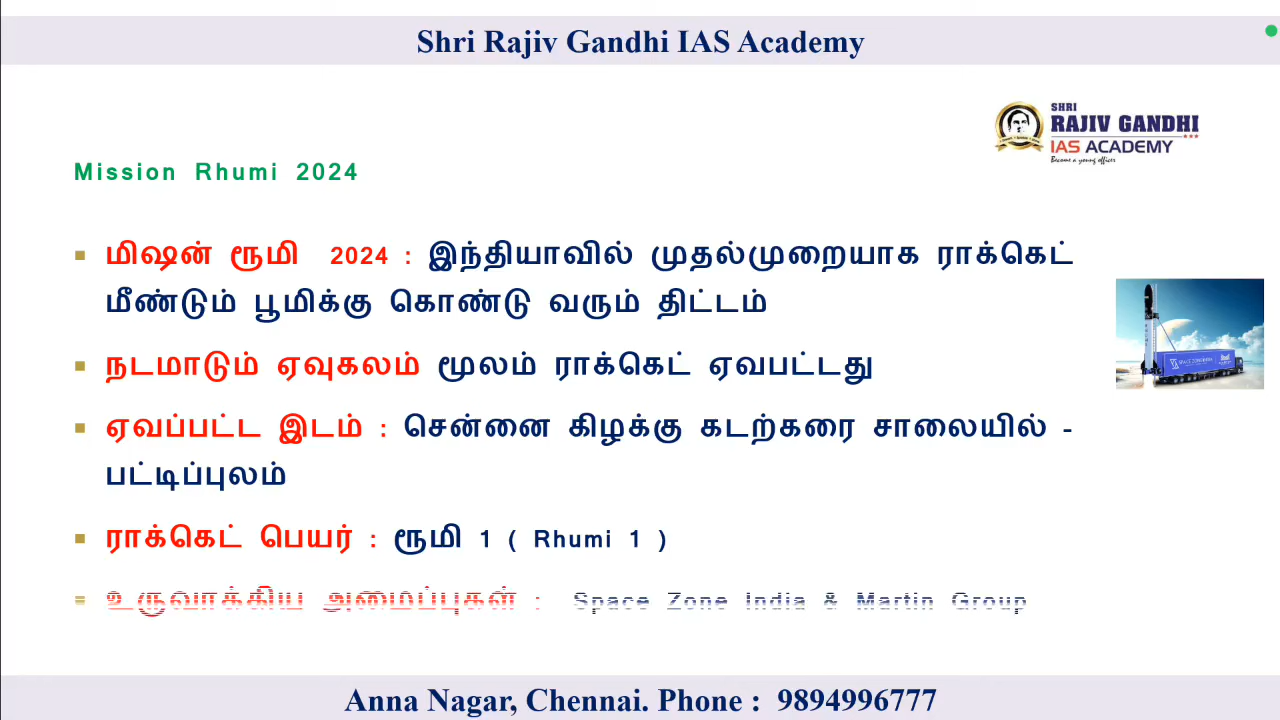 Shri Rajiv Gandhi IAS Academy
SHRI
RAJIV GANDHI
IAS ACADEMY
Become a young officer
Mission Rhumi 2024
மிஷன் ரூமி 2024 : இந்தியாவில் முதல்முறையாக ராக்கெட்
மீண்டும் பூமிக்கு கொண்டு வரும் திட்டம்
நடமாடும் ஏவுகலம் மூலம் ராக்கெட் ஏவபட்டது
ஏவப்பட்ட இடம் : சென்னை கிழக்கு கடற்கரை சாலையில் -
பட்டிப்புலம்
ராக்கெட் பெயர் : ரூமி 1 ( Rhumi 1 )
உருவாக்கிய அமைப்புகள் : Space Zone India & Martin Group
Anna Nagar, Chennai. Phone : 9894996777